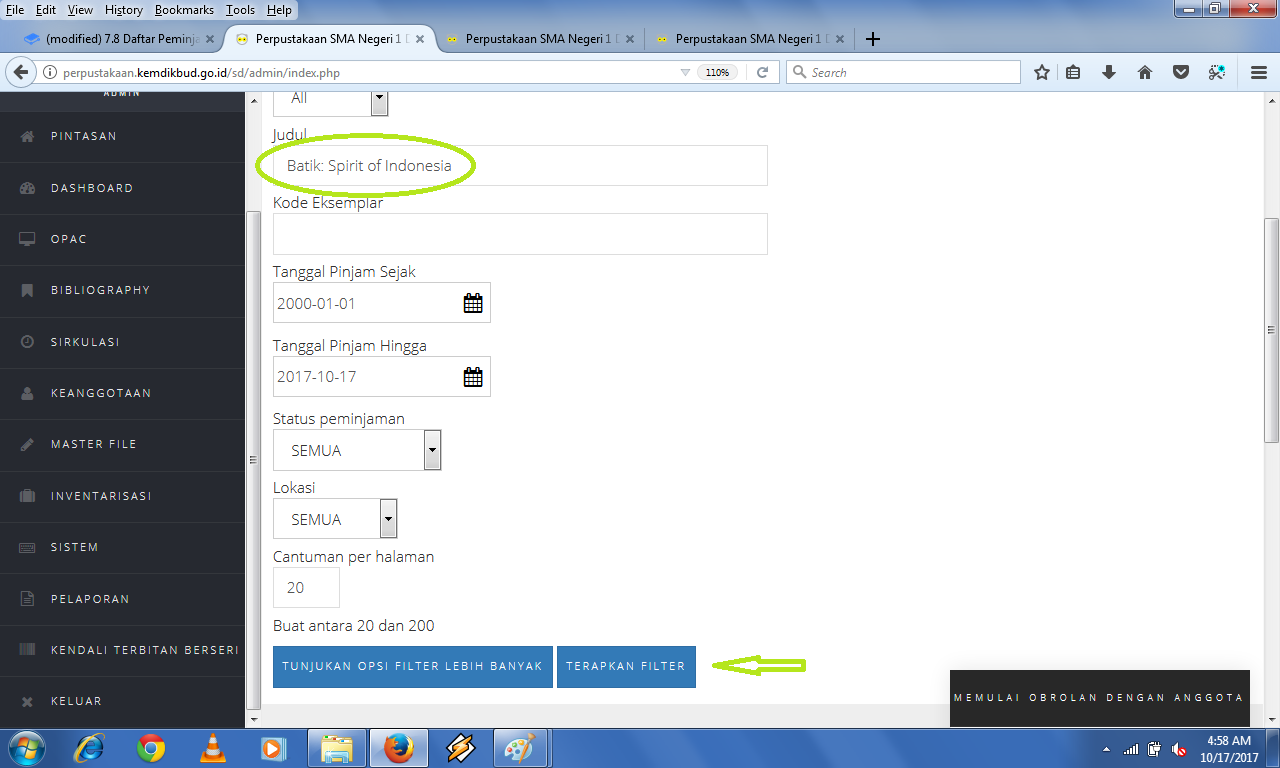 File Edit View History Bookmarks Tools Help
(modified) 7.8 Daftar Peminja
Perpustakaan SMA Negeri 1 D
Perpustakaan SMA Negeri 1 D
Perpustakaan SMA Negeri 1 D
perpustakaan.kemdikbud.go.id/sd/admin/index.php
110%
Search
ADMIN
PINTASAN
DASHBOARD
OPAC
BIBLIOGRAPHY
SIRKULASI
KEANGGOTAAN
MASTER FILE
INVENTARISASI
SISTEM
PELAPORAN
KENDALI TERBITAN BERSERI
KELUAR
All
Judul
Batik: Spirit of Indonesia
Kode Eksemplar
Tanggal Pinjam Sejak
2000-01-01
Tanggal Pinjam Hingga
2017-10-17
Status peminjaman
SEMUA
Lokasi
SEMUA
Cantuman per halaman
20
Buat antara 20 dan 200
TUNJUKAN OPSI FILTER LEBIH BANYAK
TERAPKAN FILTER
MEMULAI OBROLAN DENGAN ANGGOTA
4:58 AM
10/17/2017